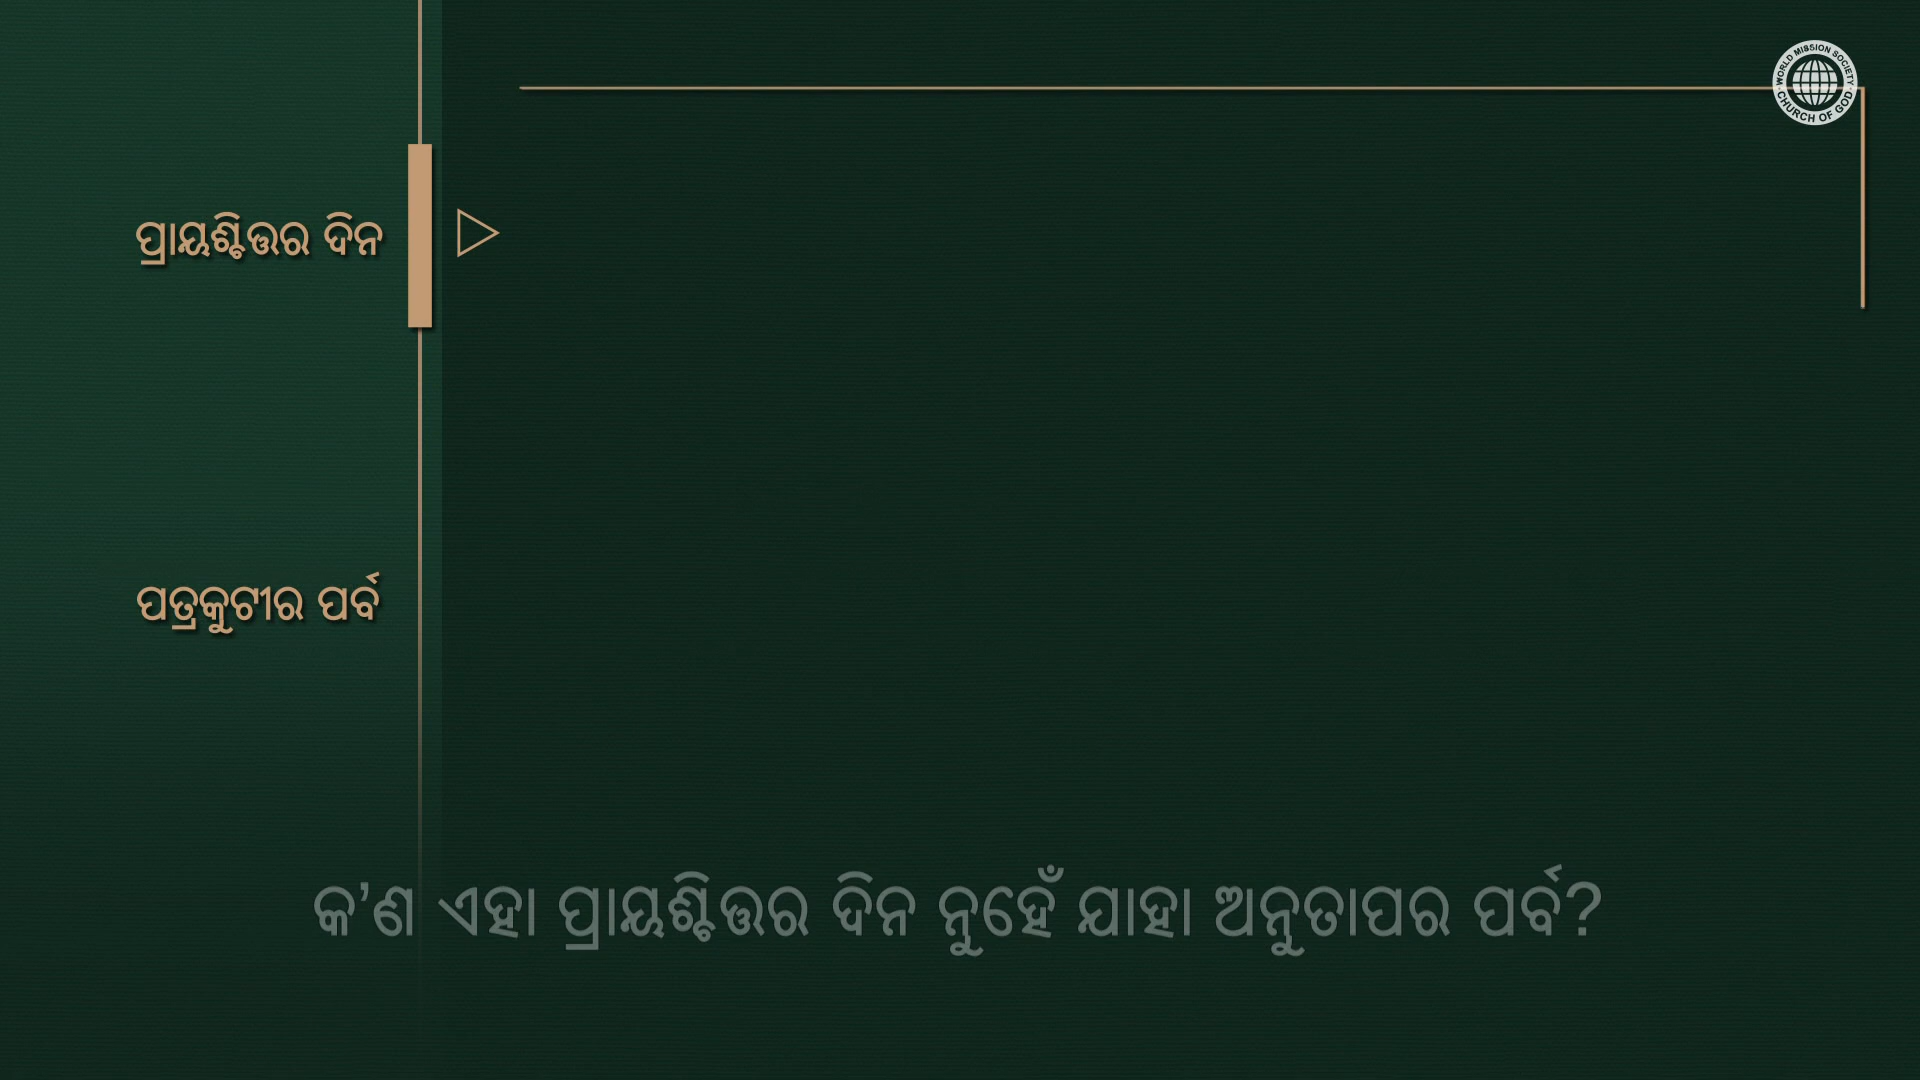 WORLD MISSION SOCIETY
CHURCH OF GOD
ପ୍ରାୟଶ୍ଚିତ୍ତର ଦିନ
ପତ୍ରକୁଟୀର ପର୍ବ
କ’ଣ ଏହା ପ୍ରାୟଶ୍ଚିତ୍ତର ଦିନ ନୁହେଁ ଯାହା ଅନୁତାପର ପର୍ବ?